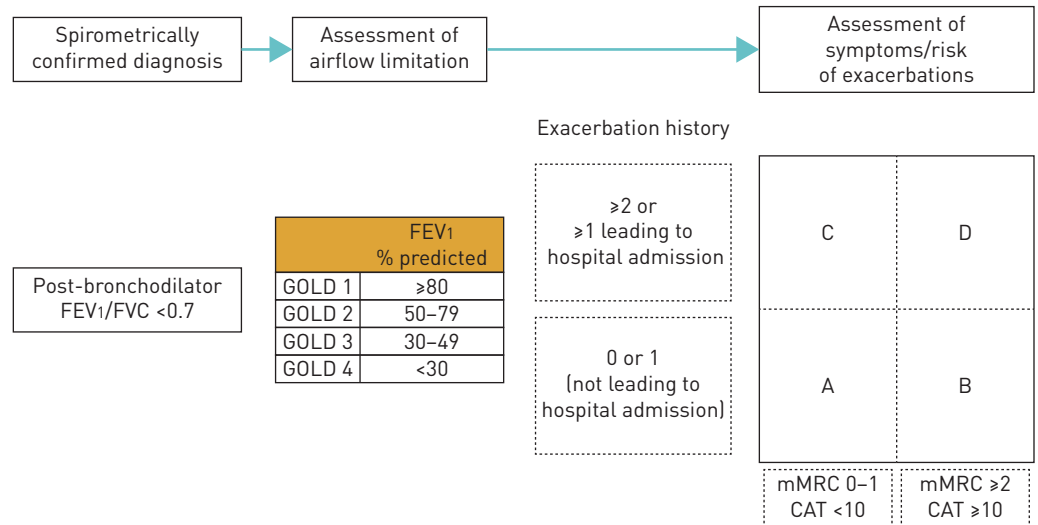 Spirometrically
confirmed diagnosis
Assessment of
airflow limitation
Assessment of
symptoms/risk
of exacerbations
Exacerbation history
Post-bronchodilator
FEV1/FVC <0.7
FEV1
% predicted
GOLD 1 ⩾80
GOLD 2 50–79
GOLD 3 30–49
GOLD 4 <30
⩾2 or
⩾1 leading to
hospital admission
0 or 1
(not leading to
hospital admission)
C D
A B
mMRC 0–1
CAT <10
mMRC ⩾2
CAT ⩾10